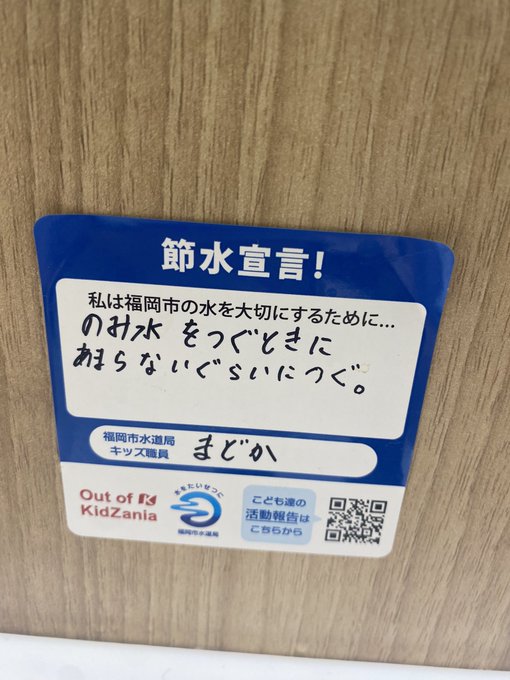 節水宣言!
私は福岡市の水を大切にするために...
のみ水 をつぐときに
あまらないぐらいにつぐ。
福岡市水道局
キッズ職員
まどか
Out of K
KidZania
水をたいせつに
福岡市水道局
こども達の
活動報告は
こちらから